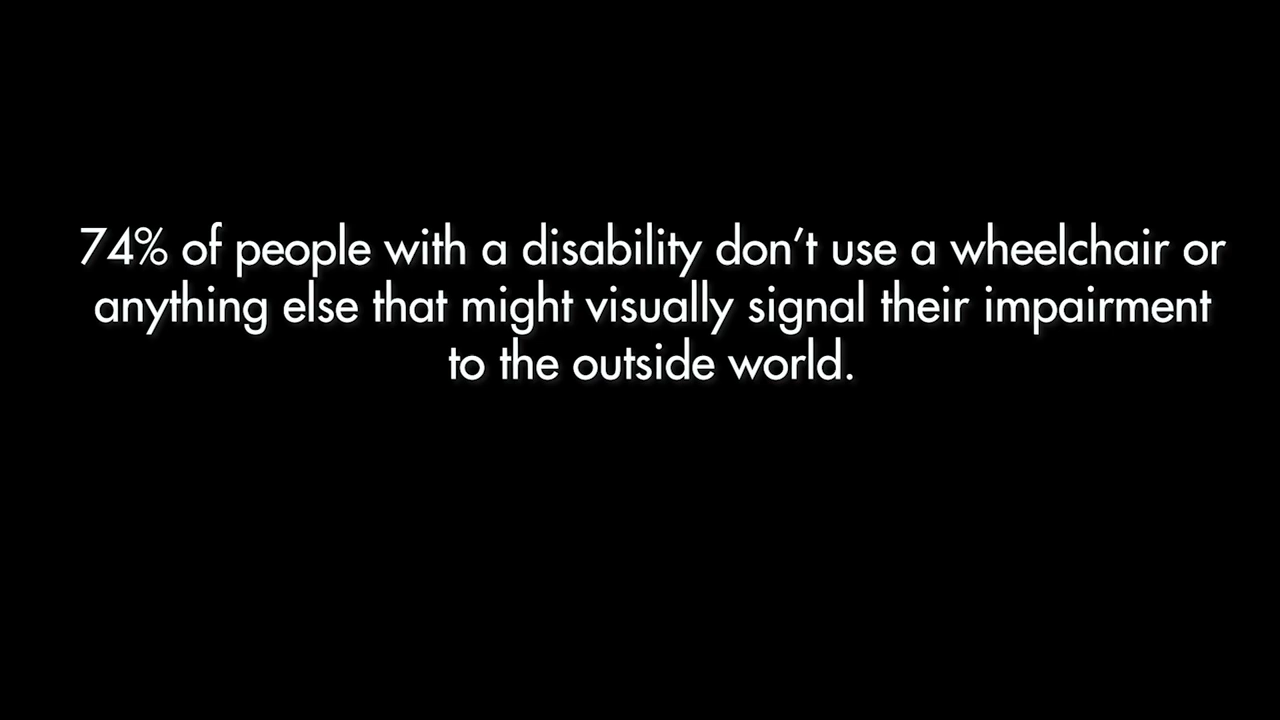 74% of people with a disability don’t use a wheelchair or
anything else that might visually signal their impairment
to the outside world.